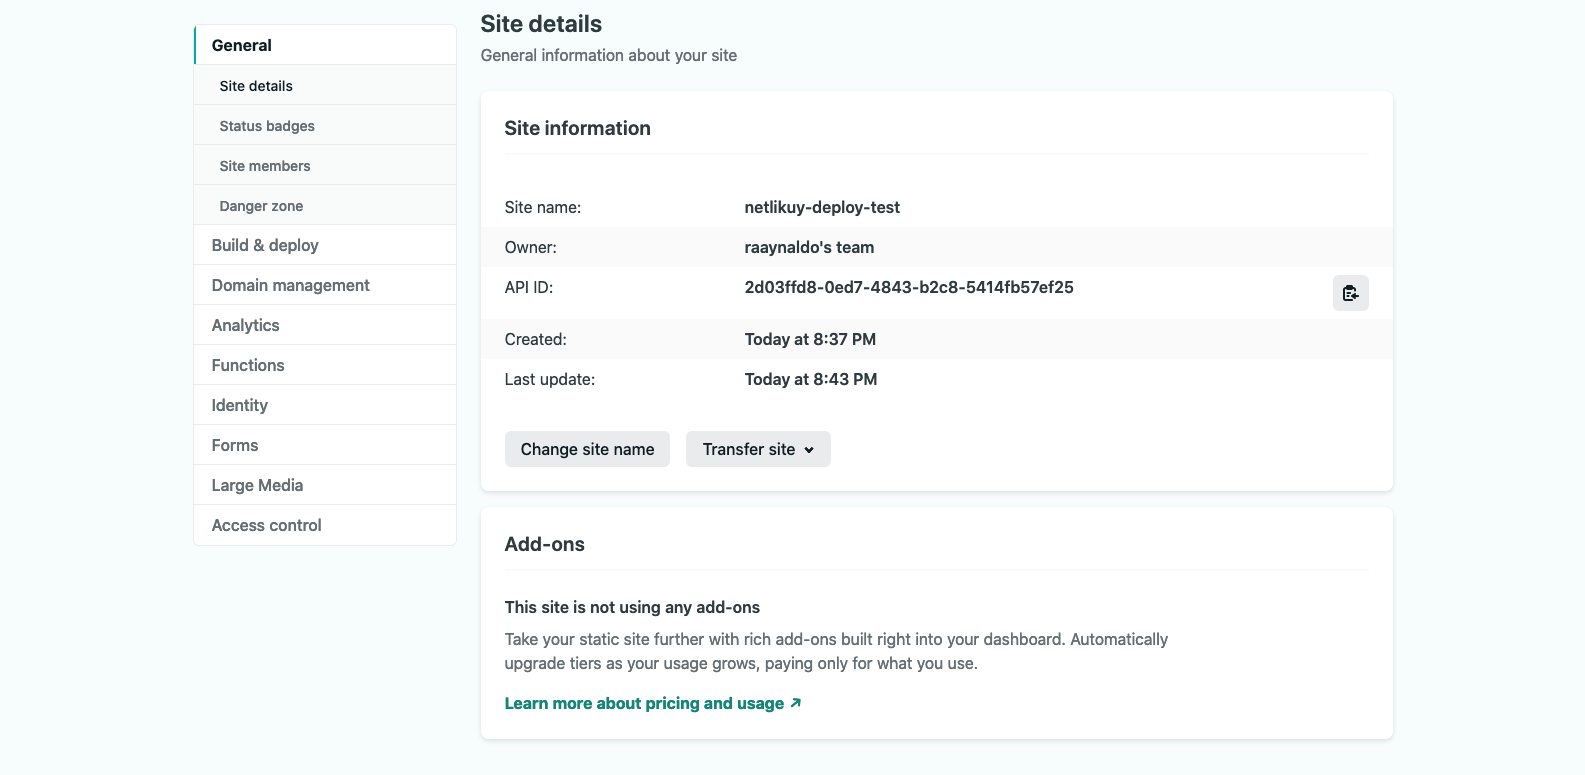 General
Site details
Status badges
Site members
Danger zone
Build & deploy
Domain management
Analytics
Functions
Identity
Forms
Large Media
Access control
Site details
General information about your site
Site information
Site name: netlikuy-deploy-test
Owner: raaynaldo's team
API ID: 2d03ffd8-0ed7-4843-b2c8-5414fb57ef25
Created: Today at 8:37 PM
Last update: Today at 8:43 PM
Change site name Transfer site
Add-ons
This site is not using any add-ons
Take your static site further with rich add-ons built right into your dashboard. Automatically
upgrade tiers as your usage grows, paying only for what you use.
Learn more about pricing and usage